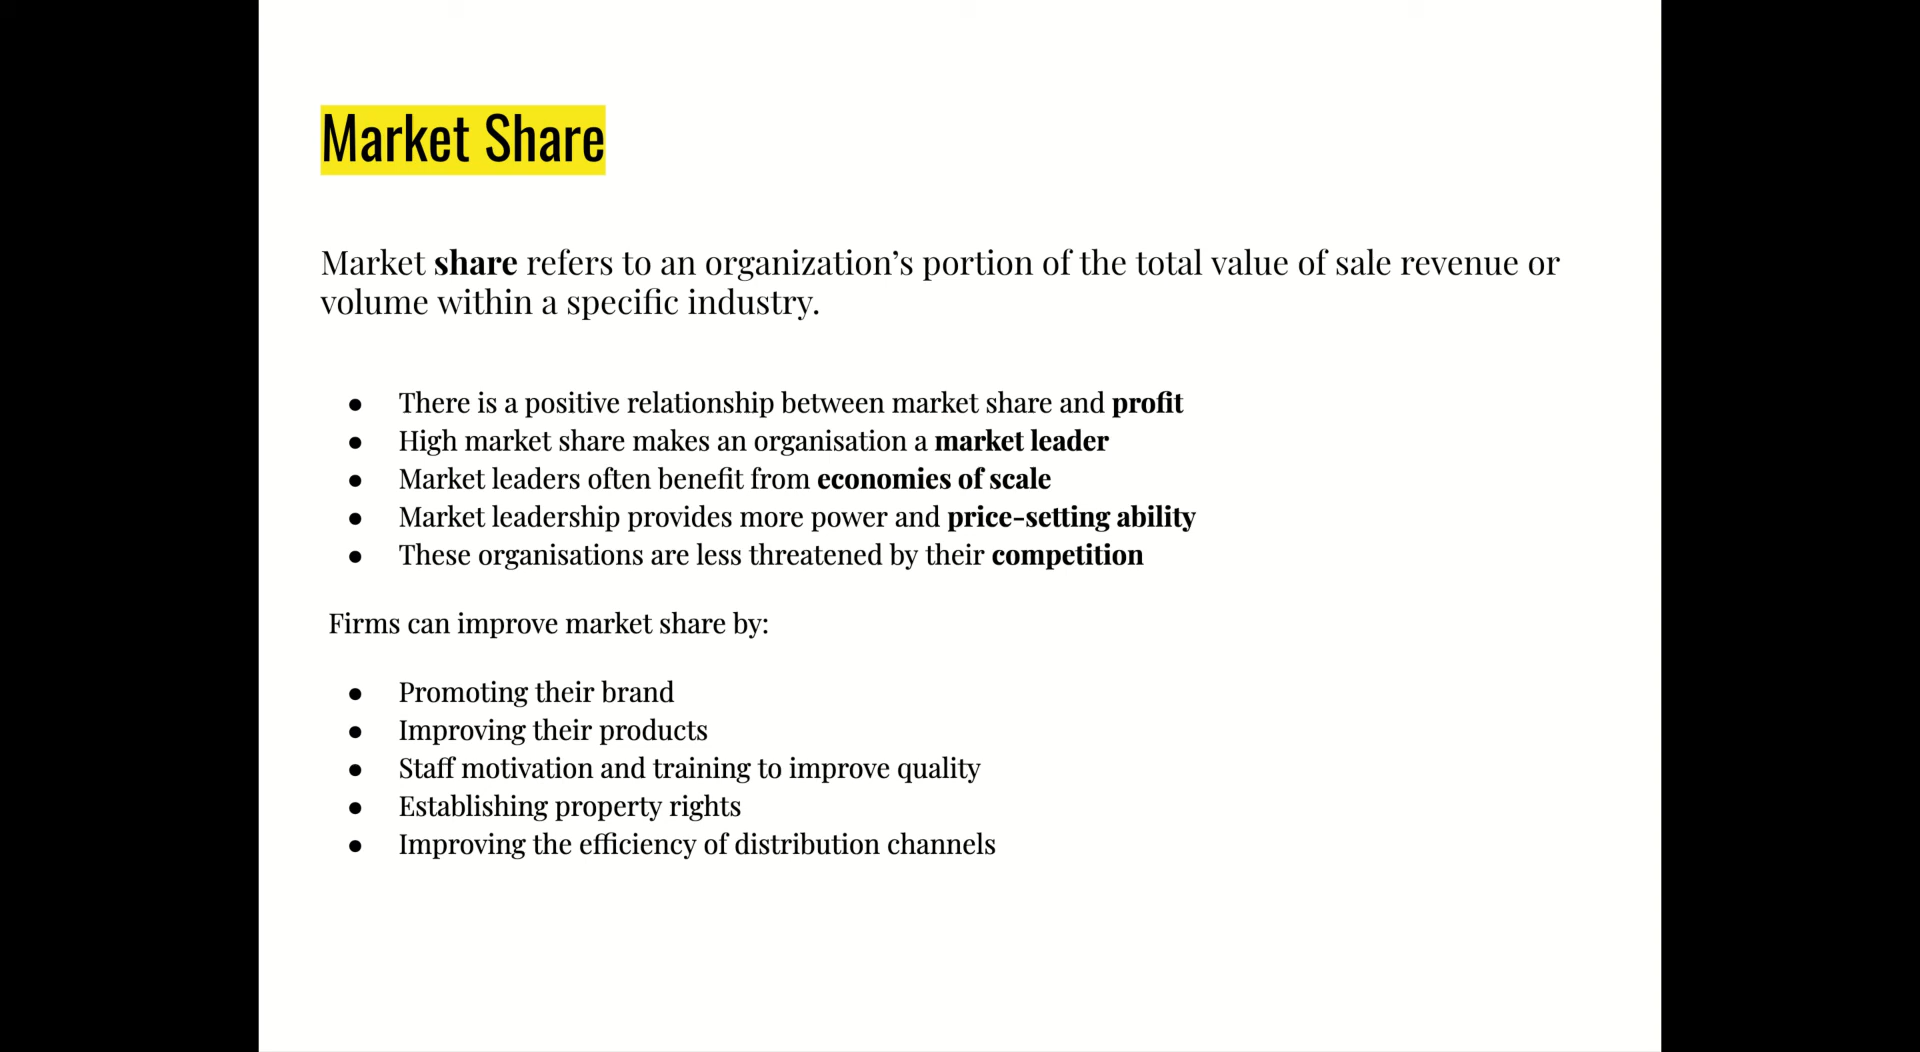 Market Share
Market share refers to an organization’s portion of the total value of sale revenue or
volume within a specific industry.
● There is a positive relationship between market share and profit
● High market share makes an organisation a market leader
● Market leaders often benefit from economies of scale
● Market leadership provides more power and price-setting ability
● These organisations are less threatened by their competition
Firms can improve market share by:
● Promoting their brand
● Improving their products
● Staff motivation and training to improve quality
● Establishing property rights
● Improving the efficiency of distribution channels